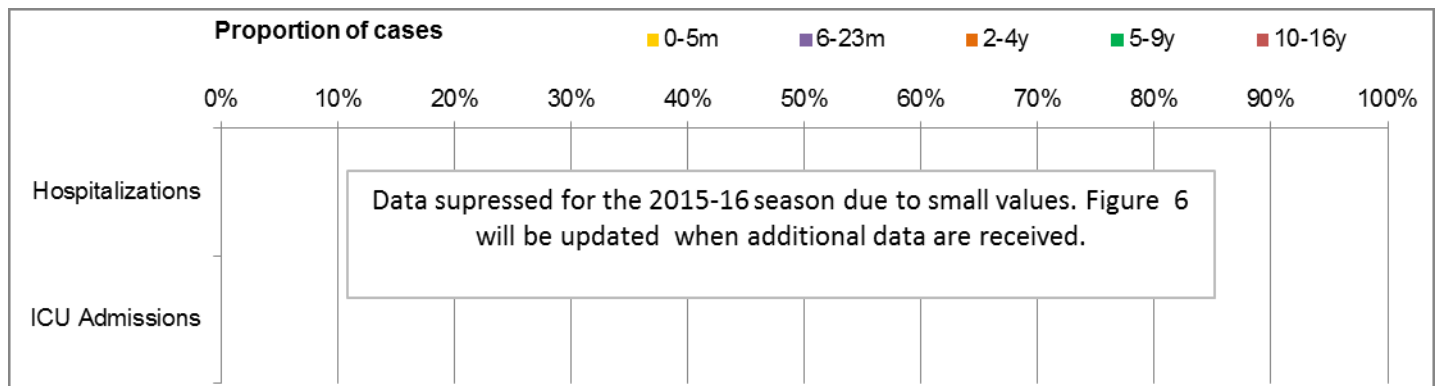 Proportion of cases
0-5m 6-23m 2-4y 5-9y 10-16y
0% 10% 20% 30% 40% 50% 60% 70% 80% 90% 100%
Hospitalizations
Data supressed for the 2015-16 season due to small values. Figure 6
will be updated when additional data are received.
ICU Admissions